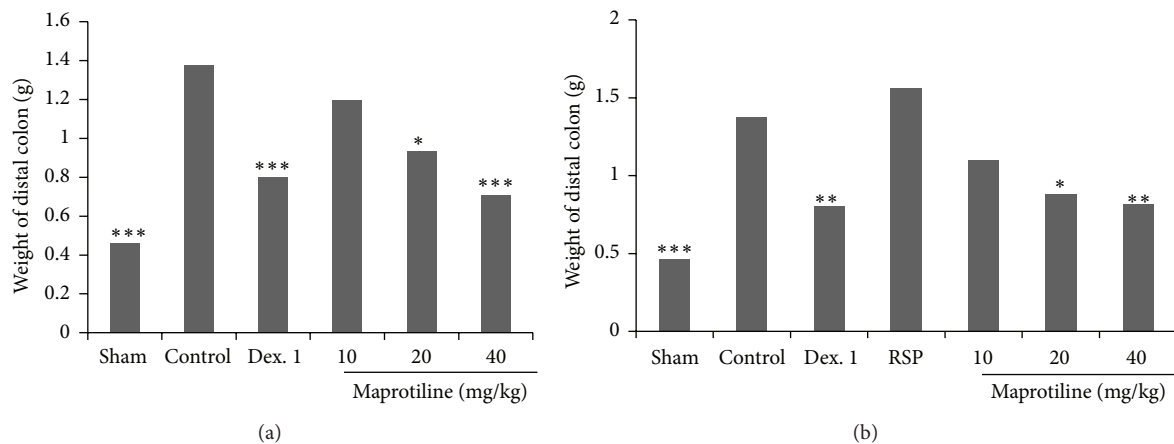 Weight of distal colon (g)
1.6
1.4
1.2
1
0.8
0.6
0.4
0.2
0
***
***
*
***
Sham Control Dex. 1 10 20 40
Maprotiline (mg/kg)
(a)
Weight of distal colon (g)
2
1.5
1
0.5
0
***
**
*
**
Sham Control Dex. 1 RSP 10 20 40
Maprotiline (mg/kg)
(b)